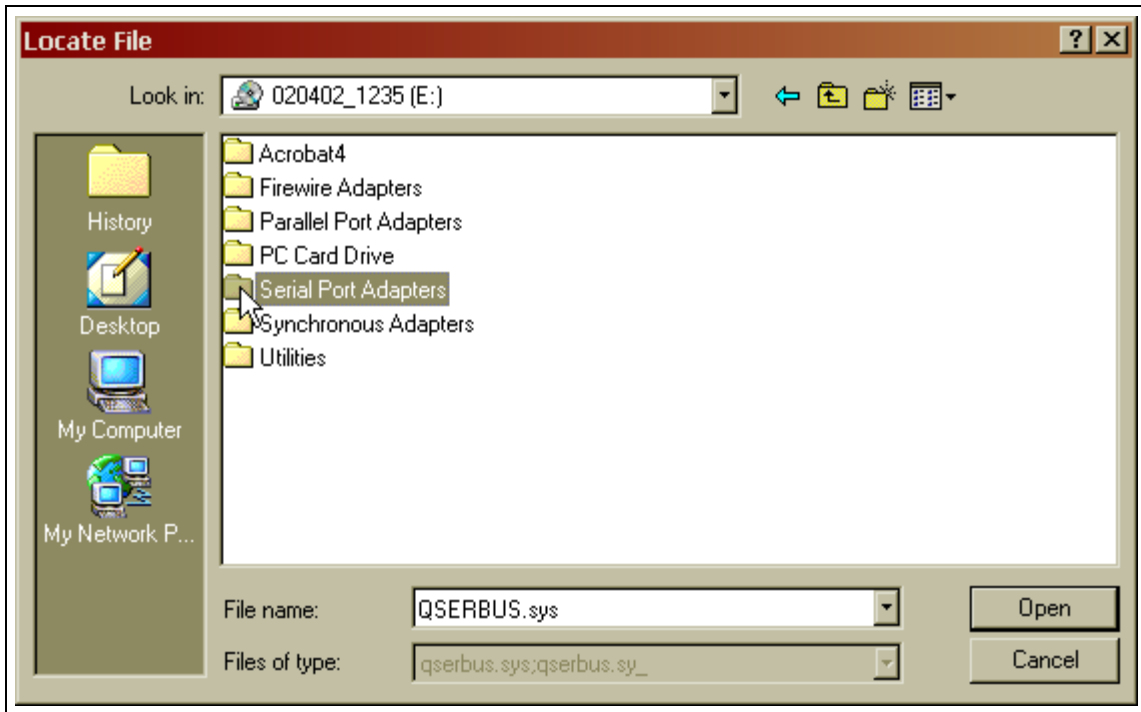 Locate File
Look in:
020402_1235 (E:)
History
Desktop
My Computer
My Network P...
Acrobat4
Firewire Adapters
Parallel Port Adapters
PC Card Drive
Serial Port Adapters
Synchronous Adapters
Utilities
File name:
QSERBUS.sys
Open
Files of type:
qserbus.sys;qserbus.sy_
Cancel